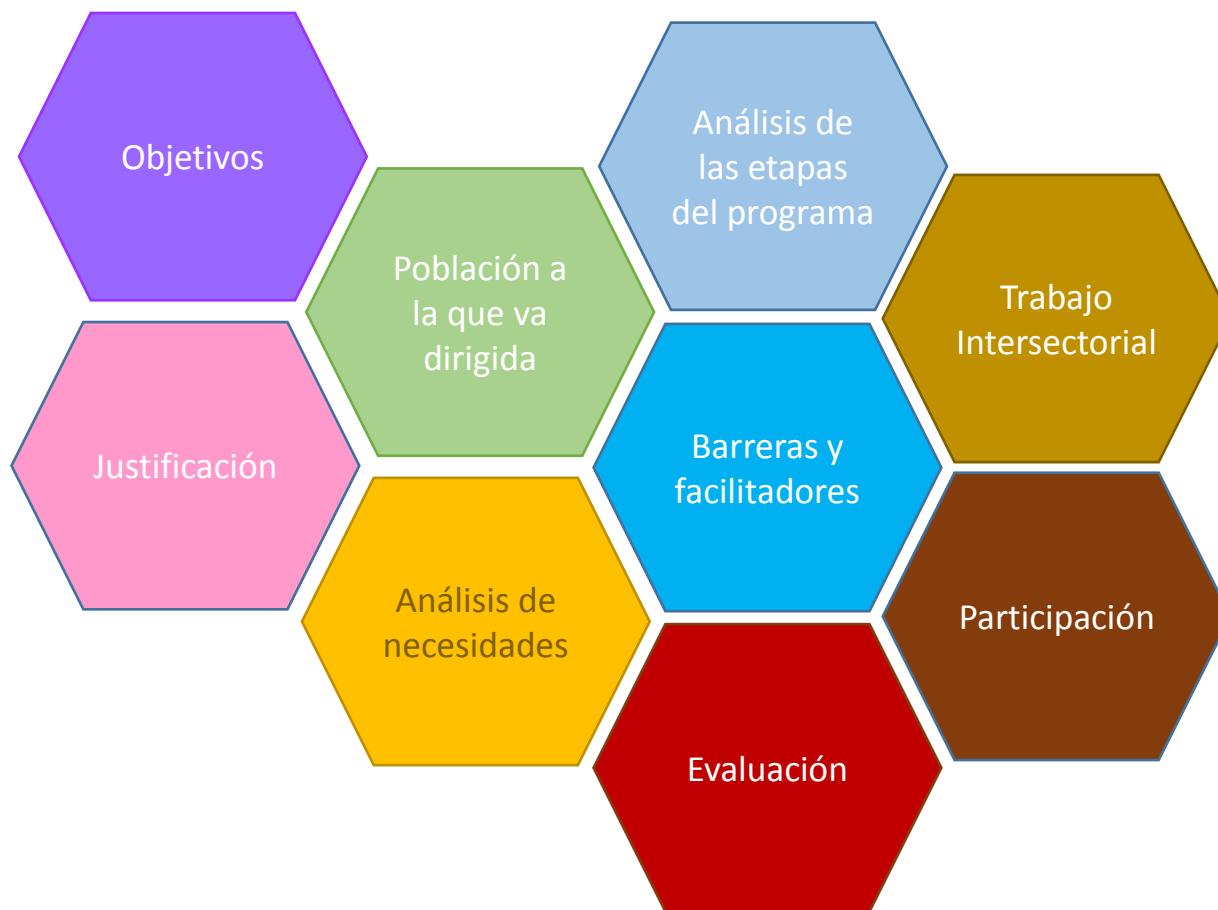 Objetivos
Análisis de
las etapas
del programa
Población a
la que va
dirigida
Trabajo
Intersectorial
Justificación
Barreras y
facilitadores
Análisis de
necesidades
Participación
Evaluación